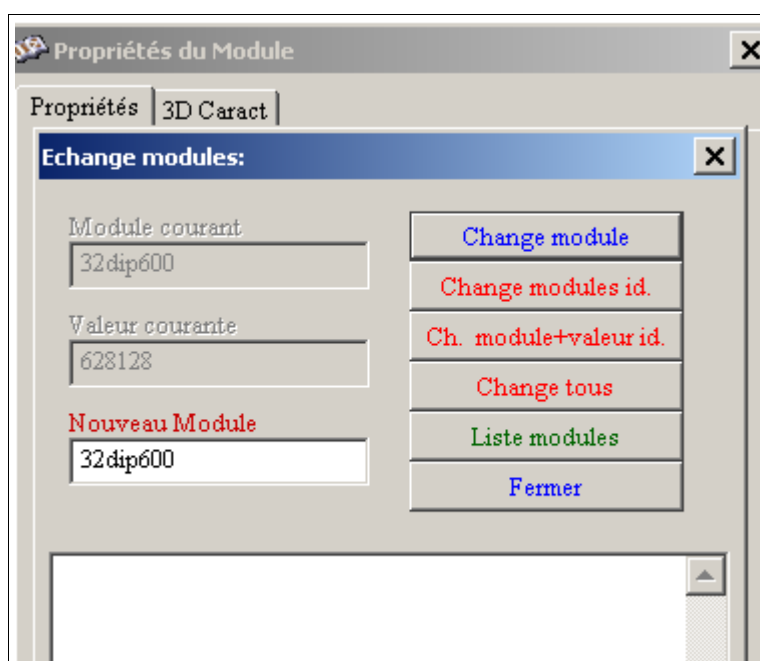 Propriétés du Module
Propriétés 3D Caract
Echange modules:
Module courant
32dip600
Valeur courante
628128
Nouveau Module
32dip600
Change module
Change modules id.
Ch. module+valeur id.
Change tous
Liste modules
Fermer